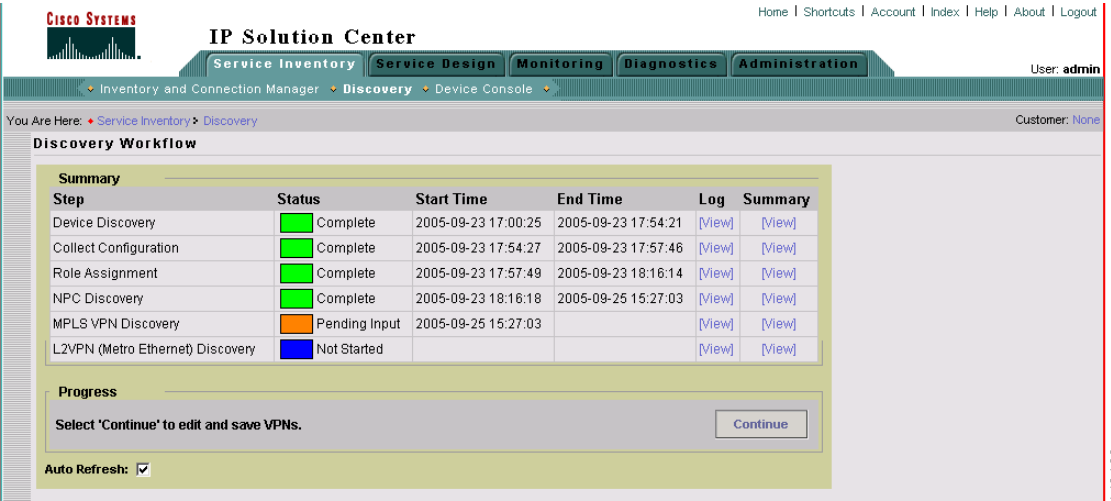 Home | Shortcuts | Account | Index | Help | About | Logout
CISCO SYSTEMS
IP Solution Center
Service Inventory Service Design Monitoring Diagnostics Administration
User: admin
Inventory and Connection Manager Discovery Device Console
You Are Here: Service Inventory Discovery Customer: None
Discovery Workflow
Summary
Step Status Start Time End Time Log Summary
Device Discovery Complete 2005-09-23 17:00:25 2005-09-23 17:54:21 [View] [View]
Collect Configuration Complete 2005-09-23 17:54:27 2005-09-23 17:57:46 [View] [View]
Role Assignment Complete 2005-09-23 17:57:49 2005-09-23 18:16:14 [View] [View]
NPC Discovery Complete 2005-09-23 18:16:18 2005-09-25 15:27:03 [View] [View]
MPLS VPN Discovery Pending Input 2005-09-25 15:27:03 [View] [View]
L2VPN (Metro Ethernet) Discovery Not Started [View] [View]
Progress
Select 'Continue' to edit and save VPNs. Continue
Auto Refresh: